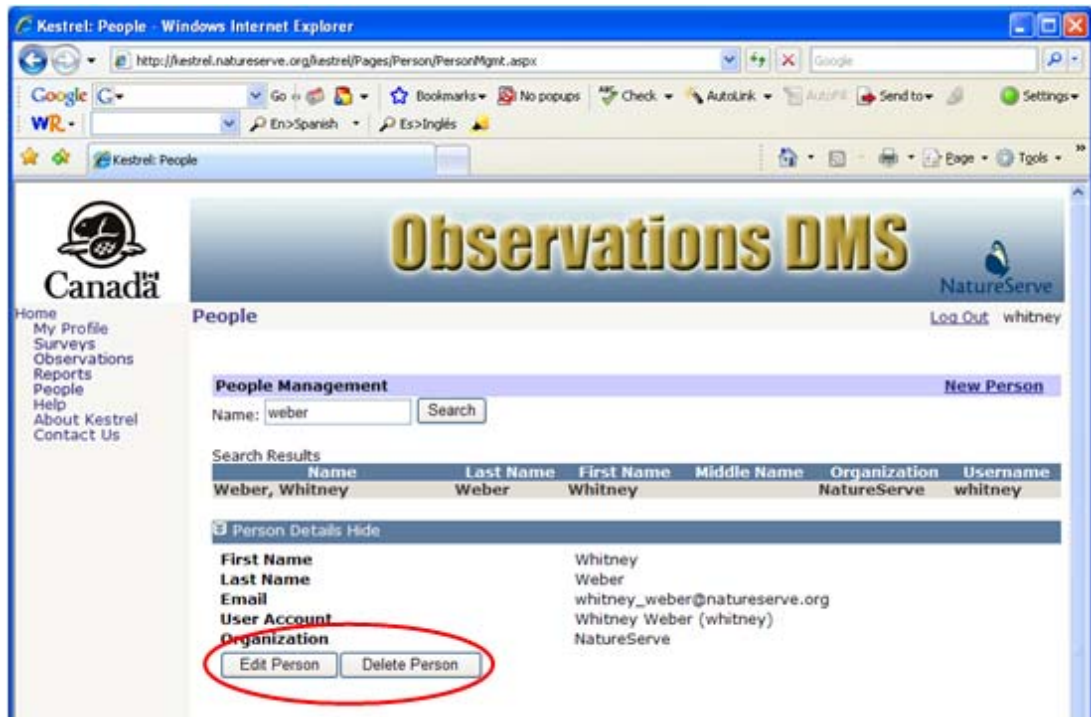 Kestrel: People - Windows Internet Explorer
http://kestrel.natureserve.org/kestrel/Pages/Person/PersonMgmt.aspx Google
Google G Go Bookmarks No popups Check AutoLink AutoFill Send to Settings
WR. En>Spanish Es>Inglés
Kestrel: People Page Tools »
Canada
Observations DMS
NatureServe
Home
My Profile
Surveys
Observations
Reports
People
Help
About Kestrel
Contact Us
People Log Out whitney
People Management New Person
Name: weber Search
Search Results
Name Last Name First Name Middle Name Organization Username
Weber, Whitney Weber Whitney NatureServe whitney
Person Details Hide
First Name Whitney
Last Name Weber
Email whitney_weber@natureserve.org
User Account Whitney Weber (whitney)
Organization NatureServe
Edit Person Delete Person